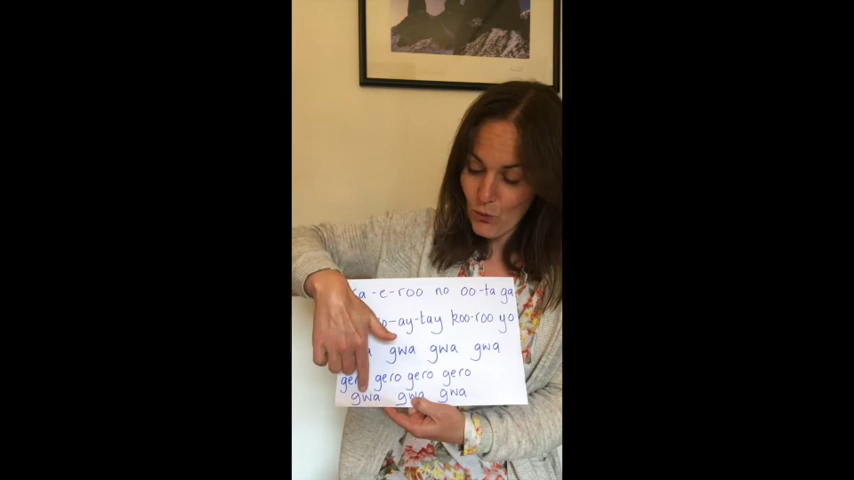 -e-roo no oo-ta ga
-ay-tay koo-roo yo
gwa gwa gwa
gero gero gero
gwa gwa gwa